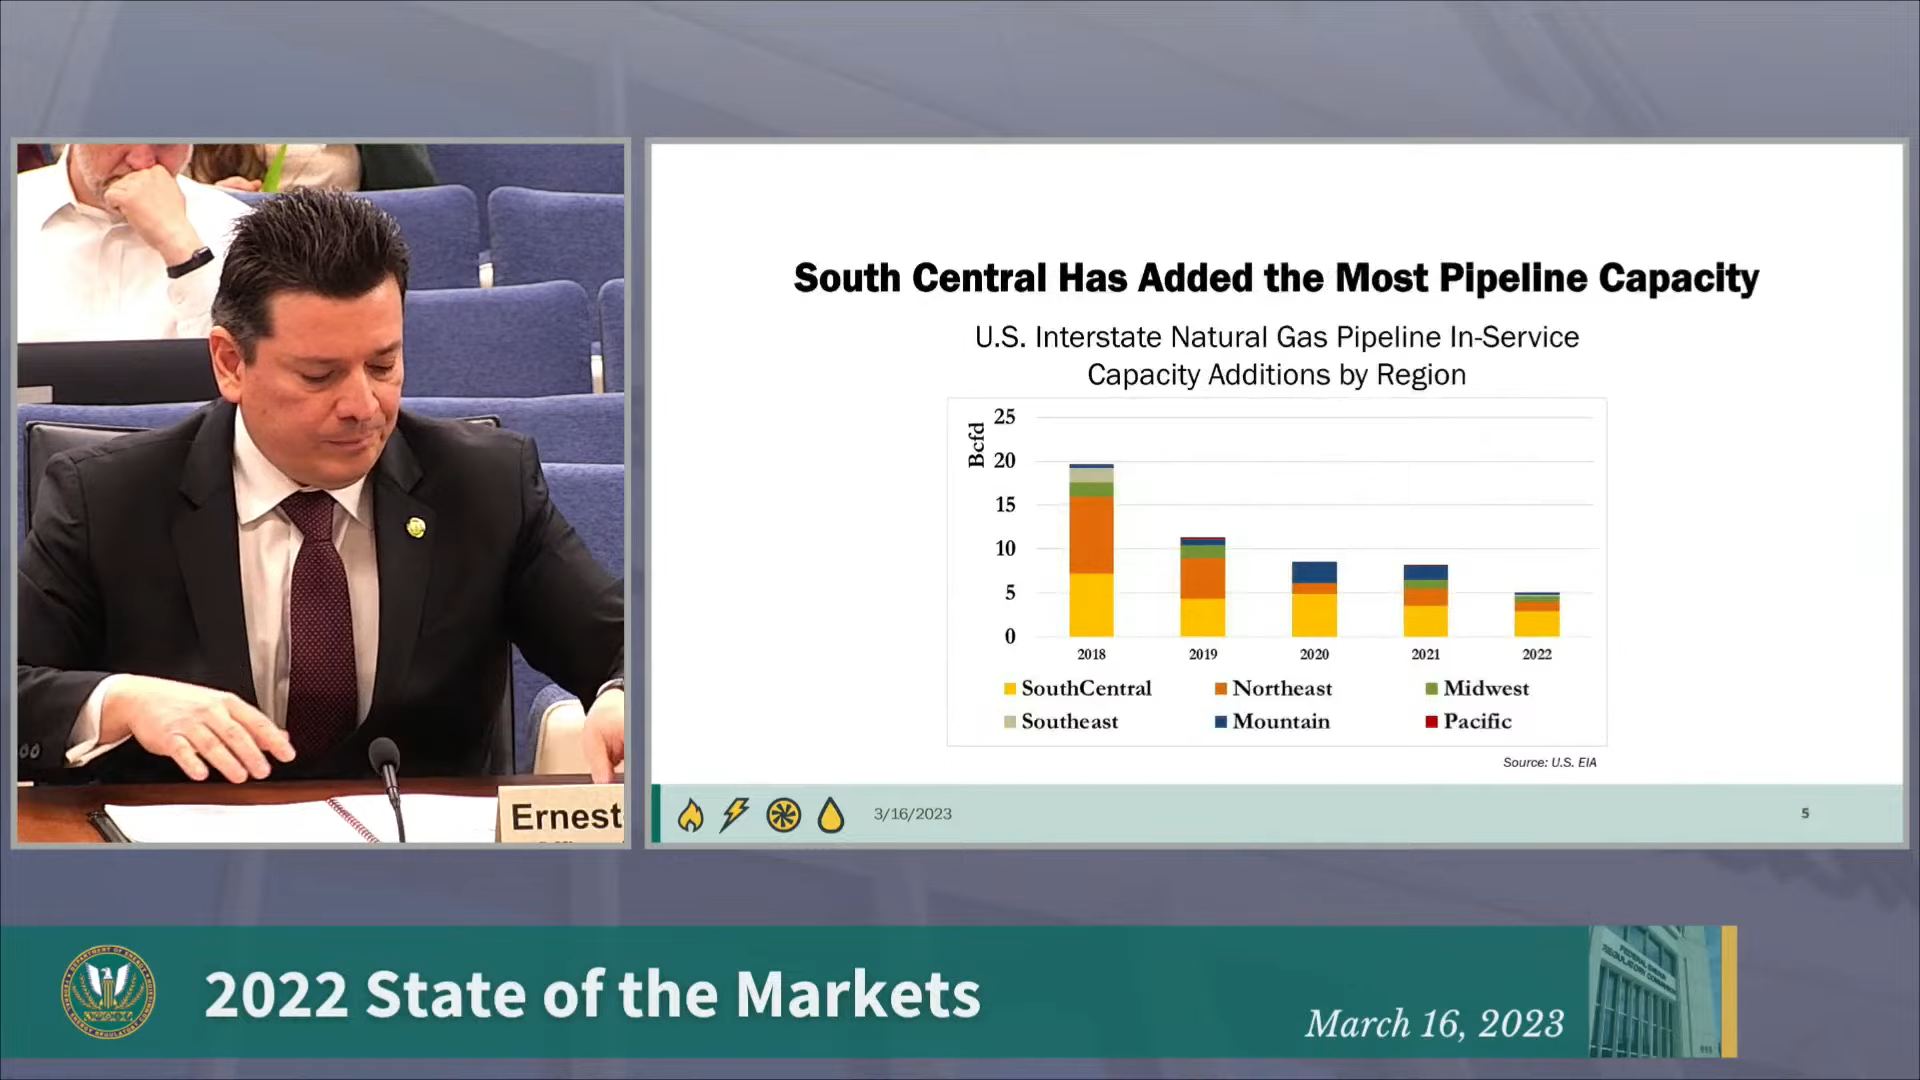 South Central Has Added the Most Pipeline Capacity
U.S. Interstate Natural Gas Pipeline In-Service
Capacity Additions by Region
Bcfd
25
20
15
10
5
0
2018 2019 2020 2021 2022
SouthCentral Northeast Midwest
Southeast Mountain Pacific
Source: U.S. EIA
3/16/2023 5
Ernest
2022 State of the Markets
March 16, 2023